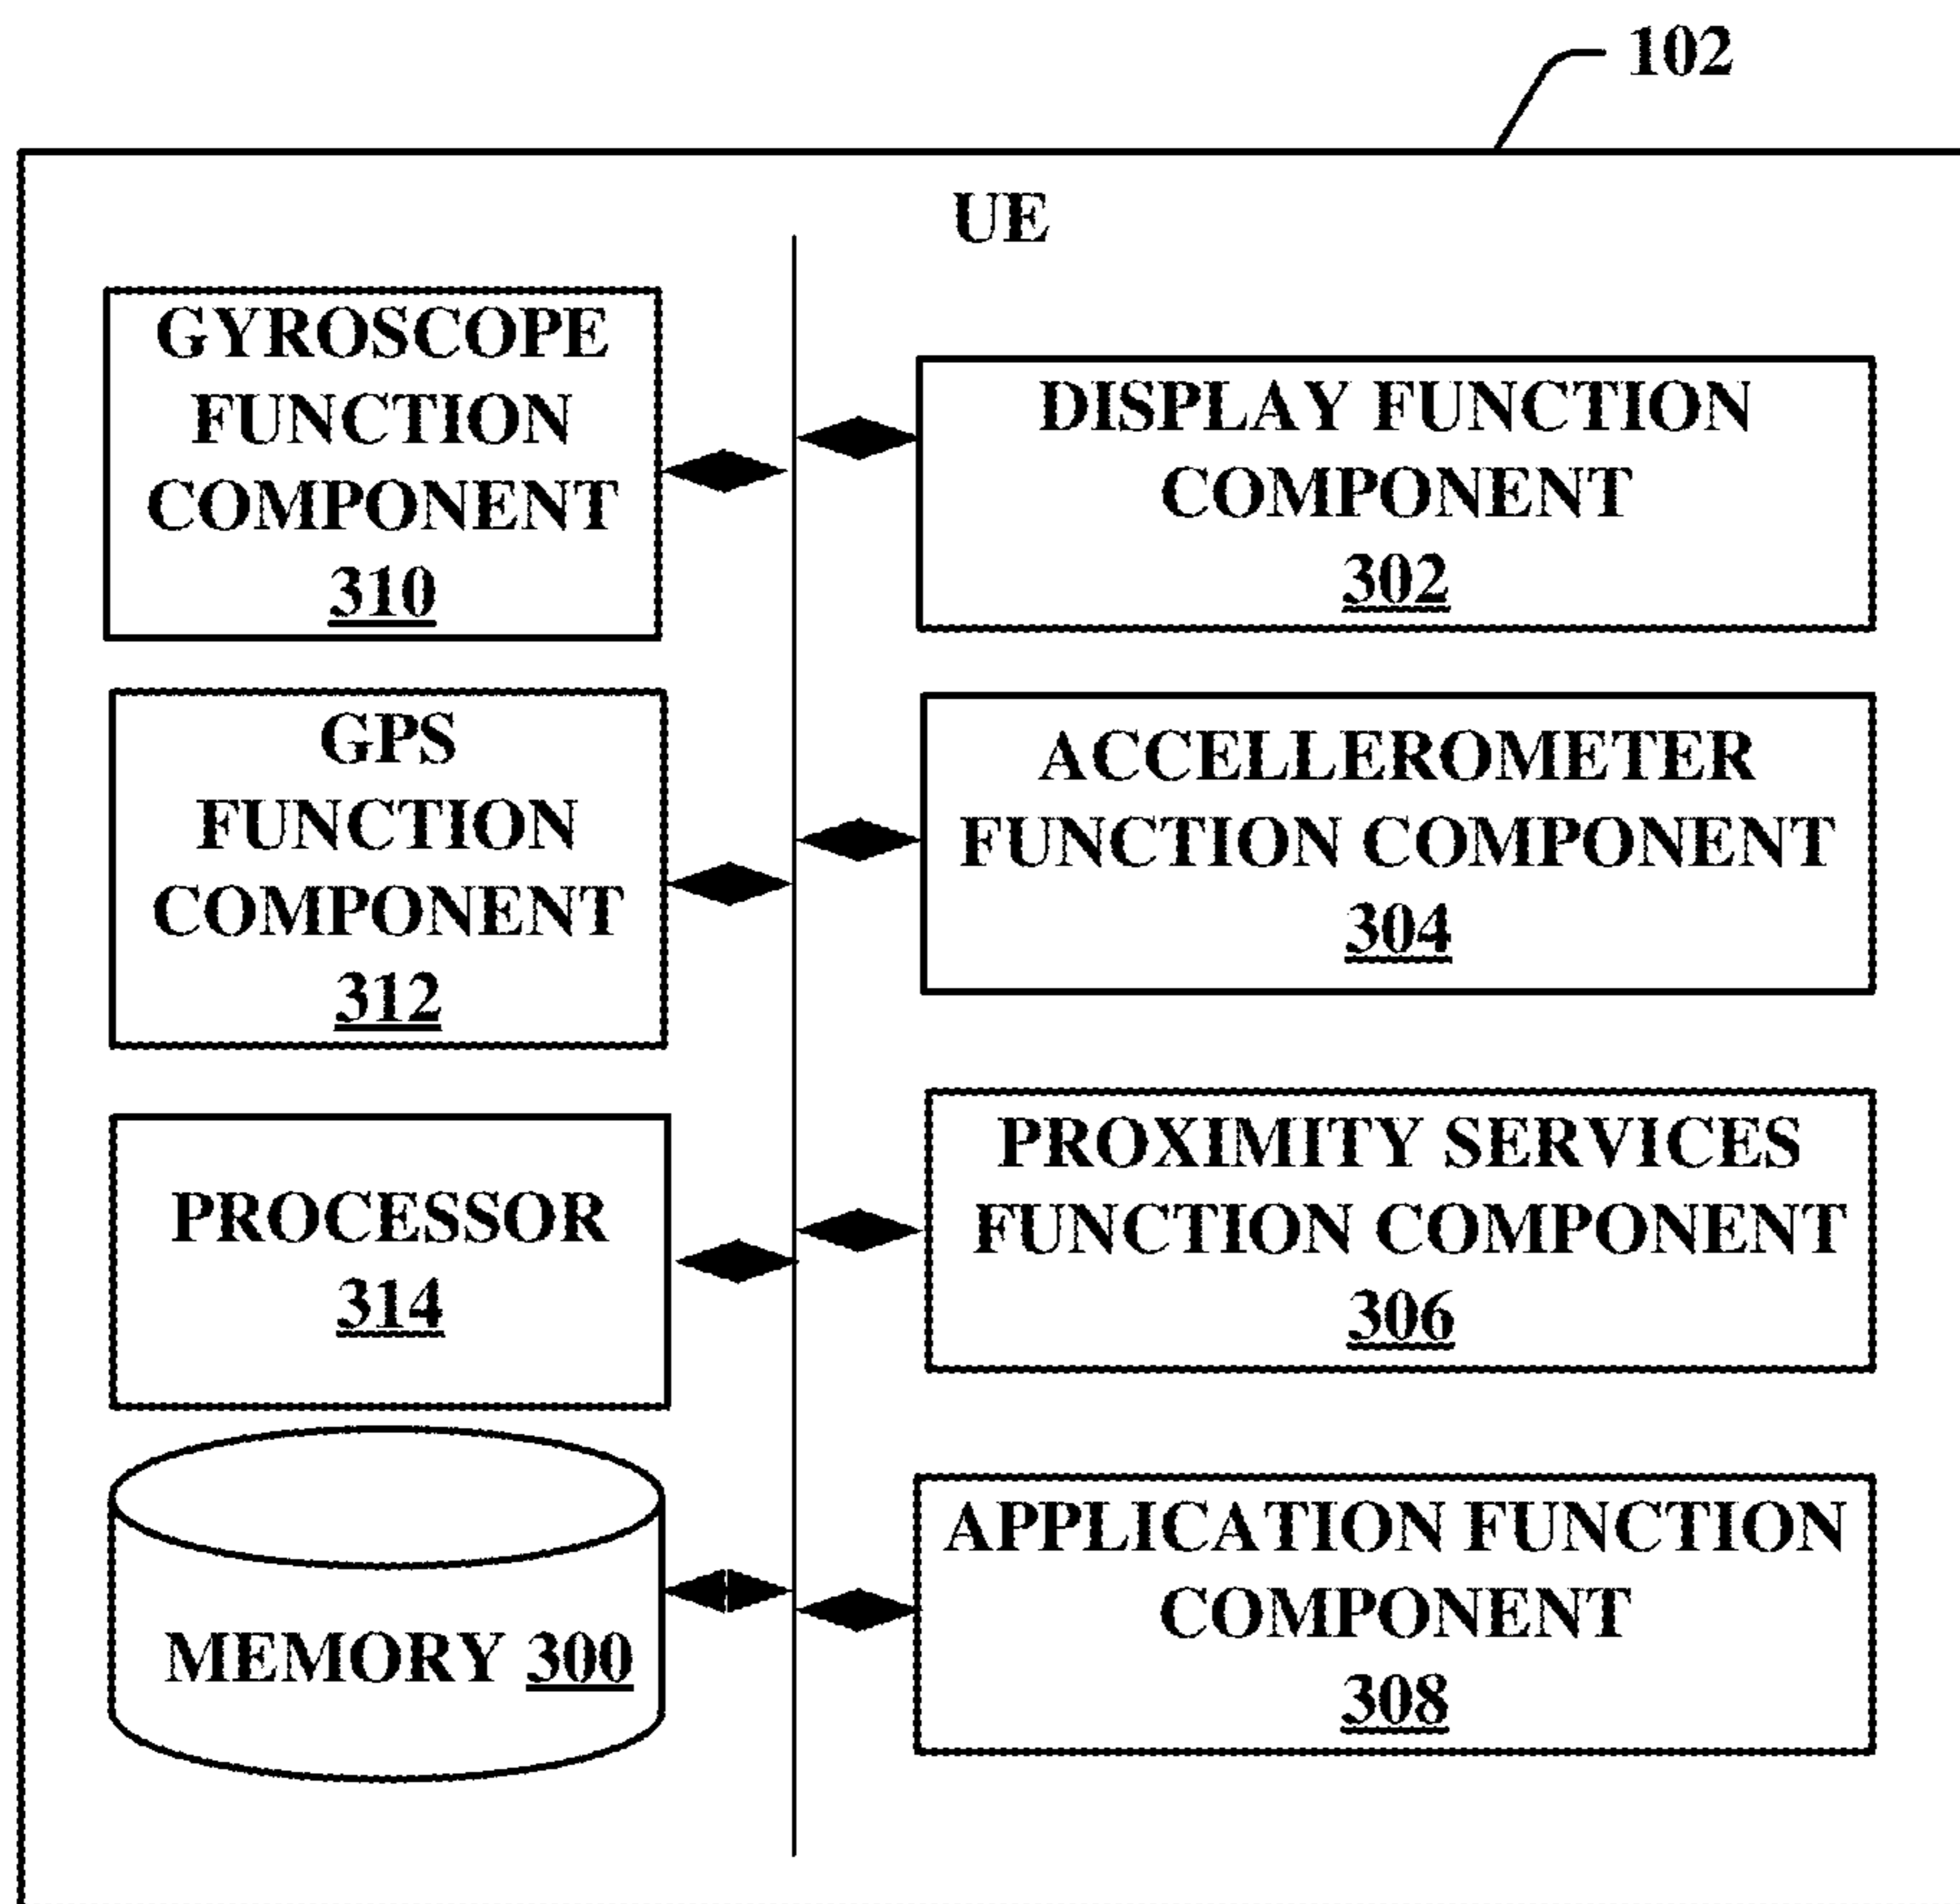 102
UE
GYROSCOPE
FUNCTION
COMPONENT
310
DISPLAY FUNCTION
COMPONENT
302
GPS
FUNCTION
COMPONENT
312
ACCELLEROMETER
FUNCTION COMPONENT
304
PROCESSOR
314
PROXIMITY SERVICES
FUNCTION COMPONENT
306
MEMORY 300
APPLICATION FUNCTION
COMPONENT
308